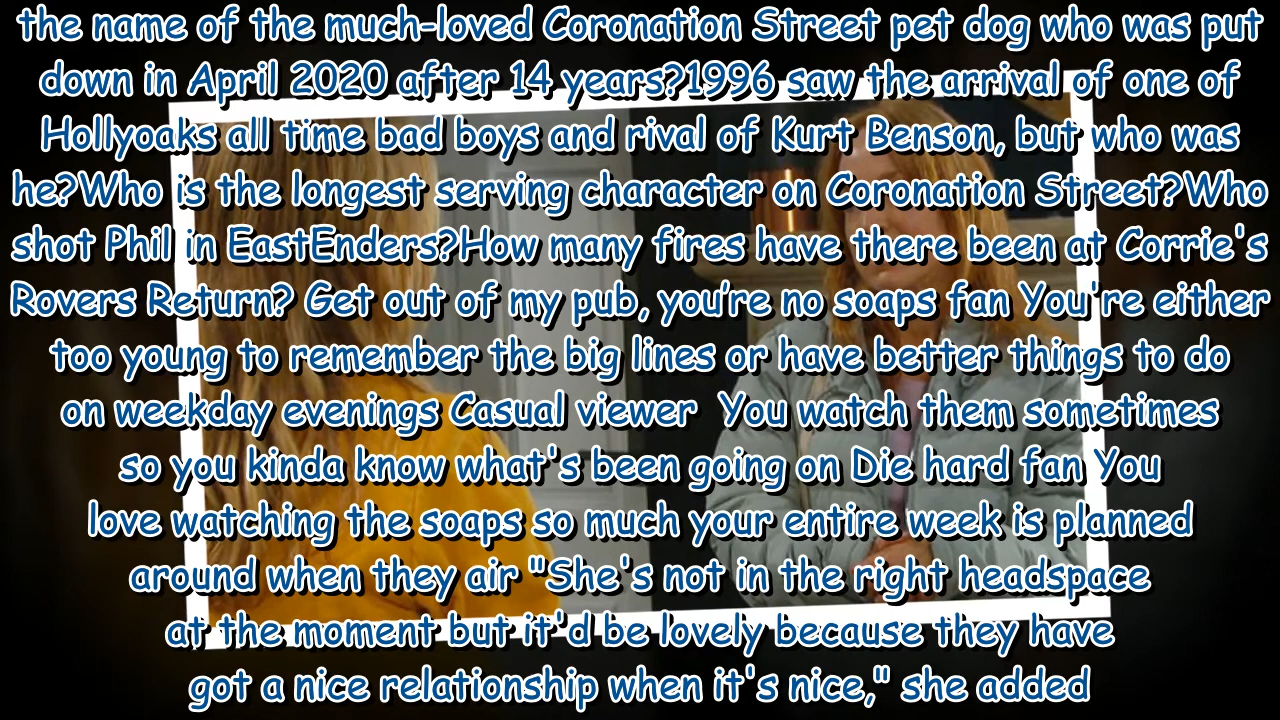 the name of the much-loved Coronation Street pet dog who was put
down in April 2020 after 14 years?1996 saw the arrival of one of
Hollyoaks all time bad boys and rival of Kurt Benson, but who was
he?Who is the longest serving character on Coronation Street?Who
shot Phil in EastEnders?How many fires have there been at Corrie's
Rovers Return? Get out of my pub, you’re no soaps fan You're either
too young to remember the big lines or have better things to do
on weekday evenings Casual viewer  You watch them sometimes
so you kinda know what's been going on Die hard fan You
love watching the soaps so much your entire week is planned
around when they air "She's not in the right headspace
at the moment but it'd be lovely because they have
got a nice relationship when it's nice," she added